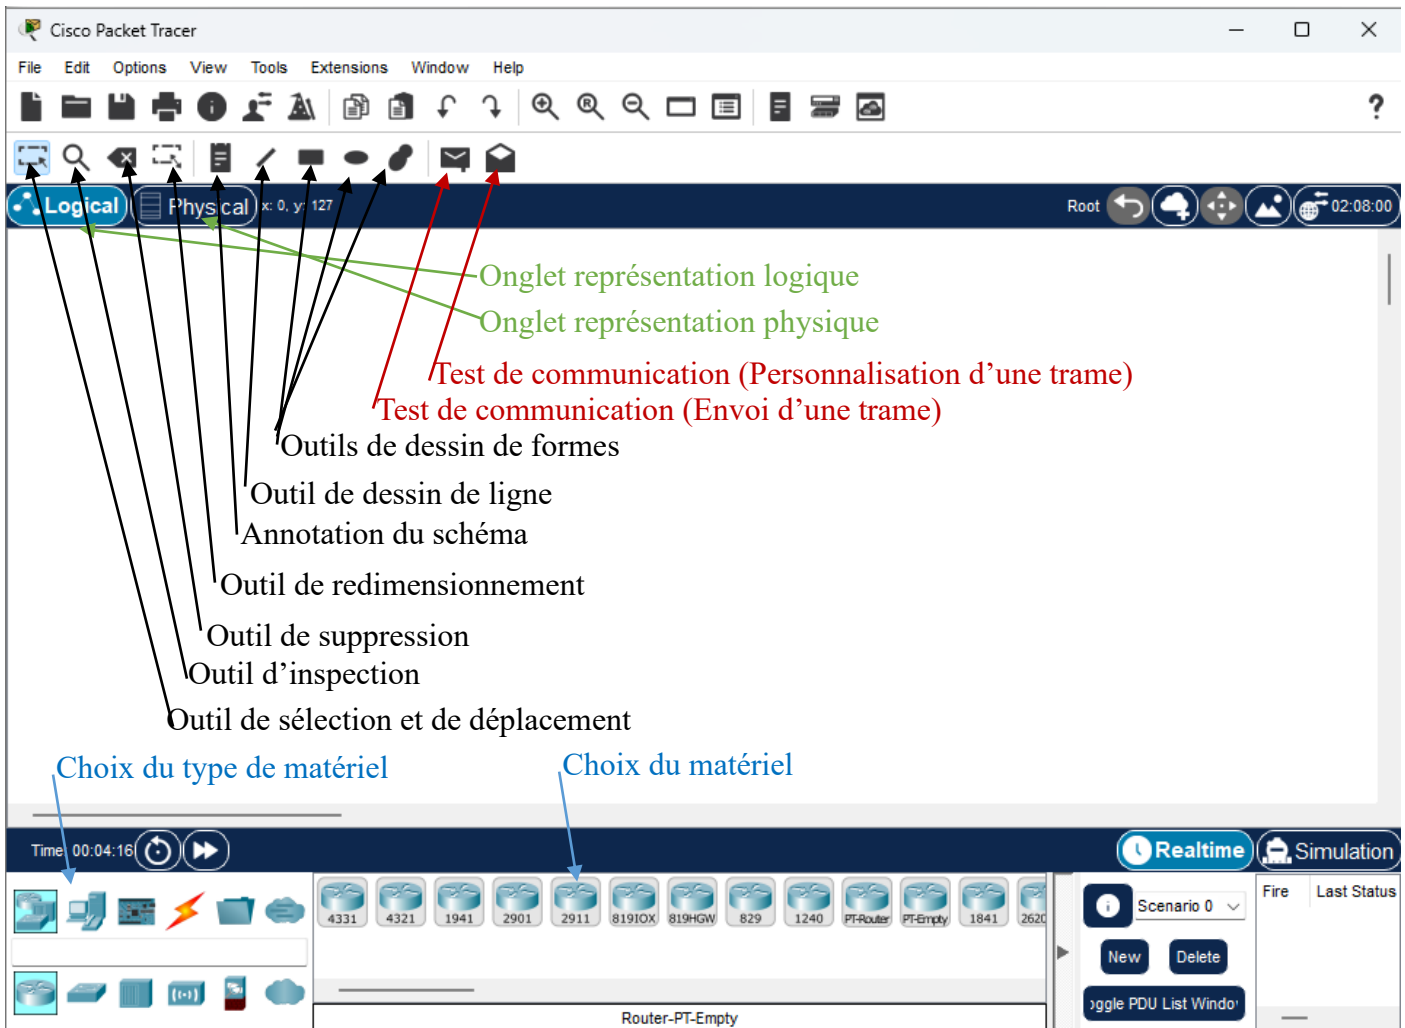 Cisco Packet Tracer
File Edit Options View Tools Extensions Window Help
Logical Physical x: 0, y: 127 Root 02:08:00
Onglet représentation logique
Onglet représentation physique
Test de communication (Personnalisation d’une trame)
Test de communication (Envoi d’une trame)
Outils de dessin de formes
Outil de dessin de ligne
Annotation du schéma
Outil de redimensionnement
Outil de suppression
Outil d’inspection
Outil de sélection et de déplacement
Choix du type de matériel Choix du matériel
Time: 00:04:16 Realtime Simulation
4331 4321 1941 2901 2911 819IOX 819HGW 829 1240 PT-Router PT-Empty 1841 2620
Scenario 0 Fire Last Status
New Delete
oggle PDU List Windo
Router-PT-Empty